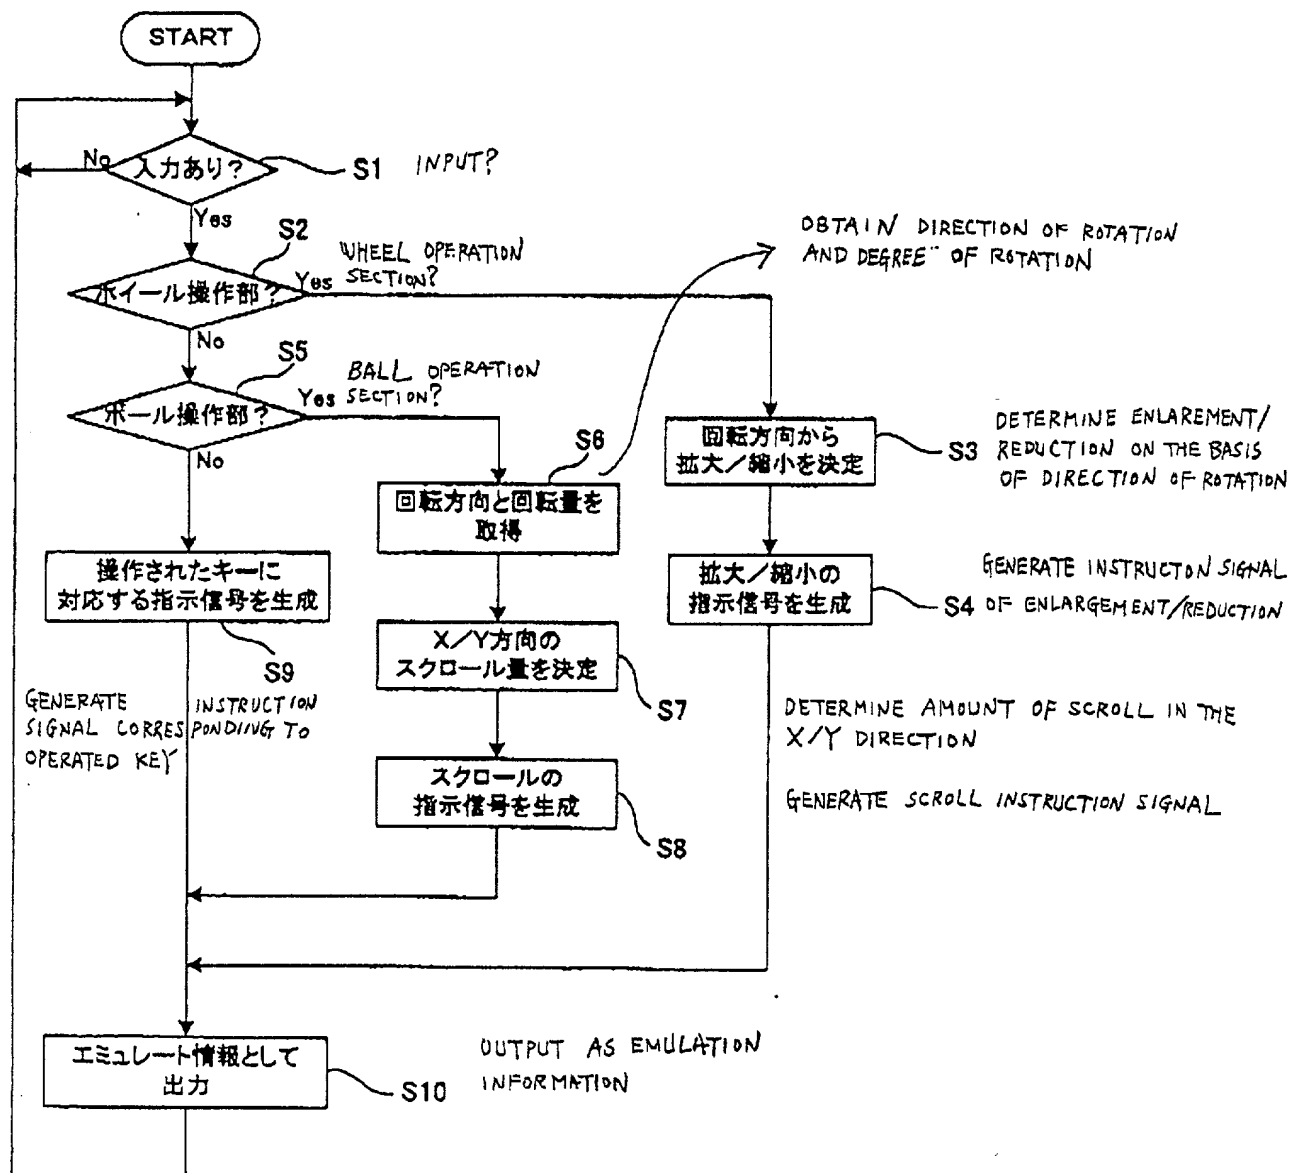 START
No
入力あり?
S1
INPUT?
Yes
S2
WHEEL OPERATION
SECTION?
Yes
ホイール操作部?
No
OBTAIN DIRECTION OF ROTATION
AND DEGREE OF ROTATION
S5
BALL OPERATION
SECTION?
Yes
ボール操作部?
No
S6
回転方向と回転量を
取得
回転方向から
拡大/縮小を決定
S3
DETERMINE ENLAREMENT/
REDUCTION ON THE BASIS
OF DIRECTION OF ROTATION
操作されたキーに
対応する指示信号を生成
S9
GENERATE INSTRUCTION
SIGNAL CORRESPONDIING TO
OPERATED KEY
拡大/縮小の
指示信号を生成
S4
GENERATE INSTRUCTON SIGNAL
OF ENLARGEMENT/REDUCTION
X/Y方向の
スクロール量を決定
S7
DETERMINE AMOUNT OF SCROLL IN THE
X/Y DIRECTION
スクロールの
指示信号を生成
S8
GENERATE SCROLL INSTRUCTION SIGNAL
エミュレート情報として
出力
S10
OUTPUT AS EMULATION
INFORMATION